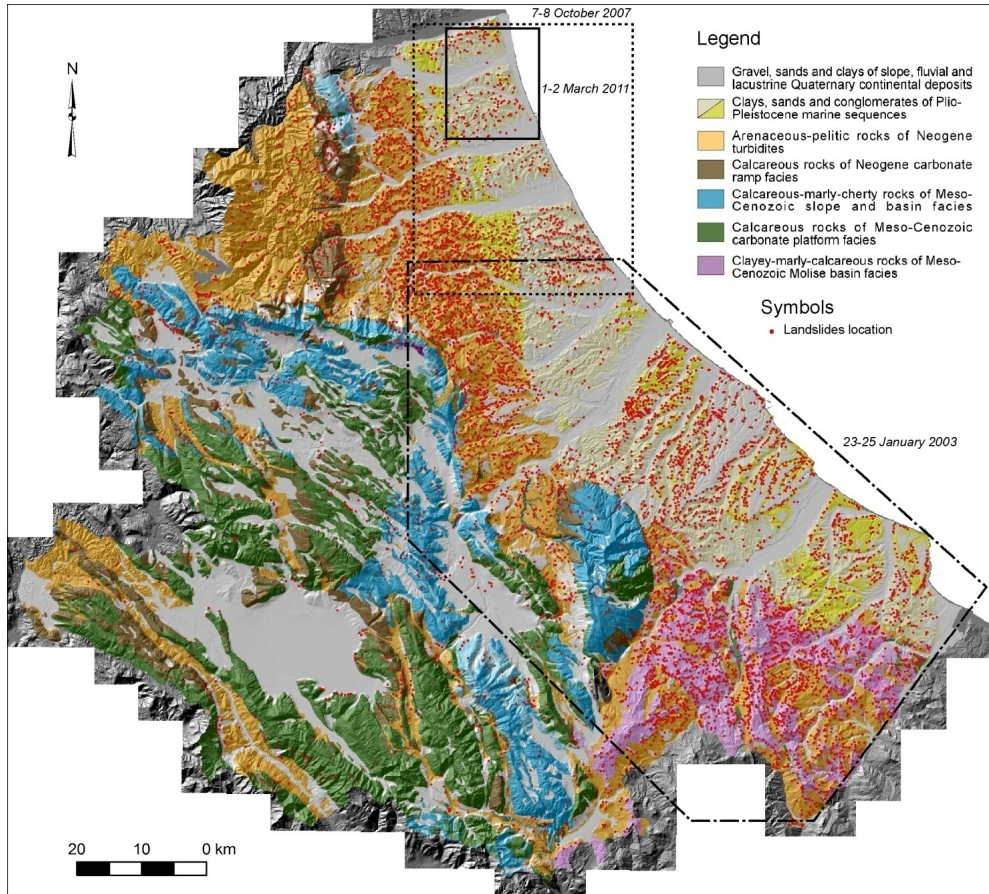 7-8 October 2007
1-2 March 2011
N
Legend
Gravel, sands and clays of slope, fluvial and
lacustrine Quaternary continental deposits
Clays, sands and conglomerates of Plio-
Pleistocene marine sequences
Arenaceous-pelitic rocks of Neogene
turbidites
Calcareous rocks of Neogene carbonate
ramp facies
Calcareous-marly-cherty rocks of Meso-
Cenozoic slope and basin facies
Calcareous rocks of Meso-Cenozoic
carbonate platform facies
Clayey-marly-calcareous rocks of Meso-
Cenozoic Molise basin facies
Symbols
Landslides location
23-25 January 2003
20 10 0 km